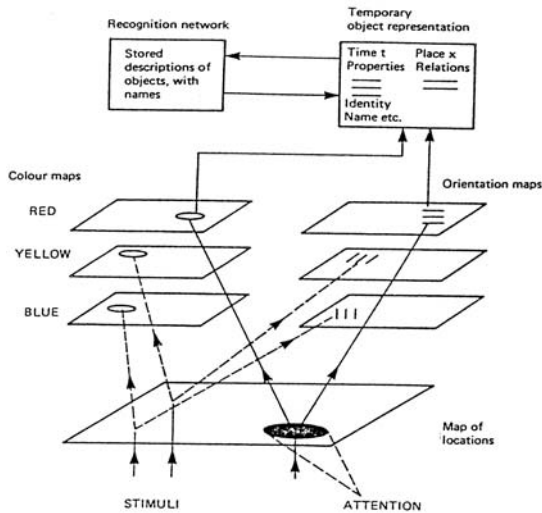 Recognition network
Temporary
object representation
Stored
descriptions of
objects, with
names
Time t Place x
Properties Relations
Identity
Name etc.
Colour maps
Orientation maps
RED
YELLOW
BLUE
Map of
locations
STIMULI
ATTENTION